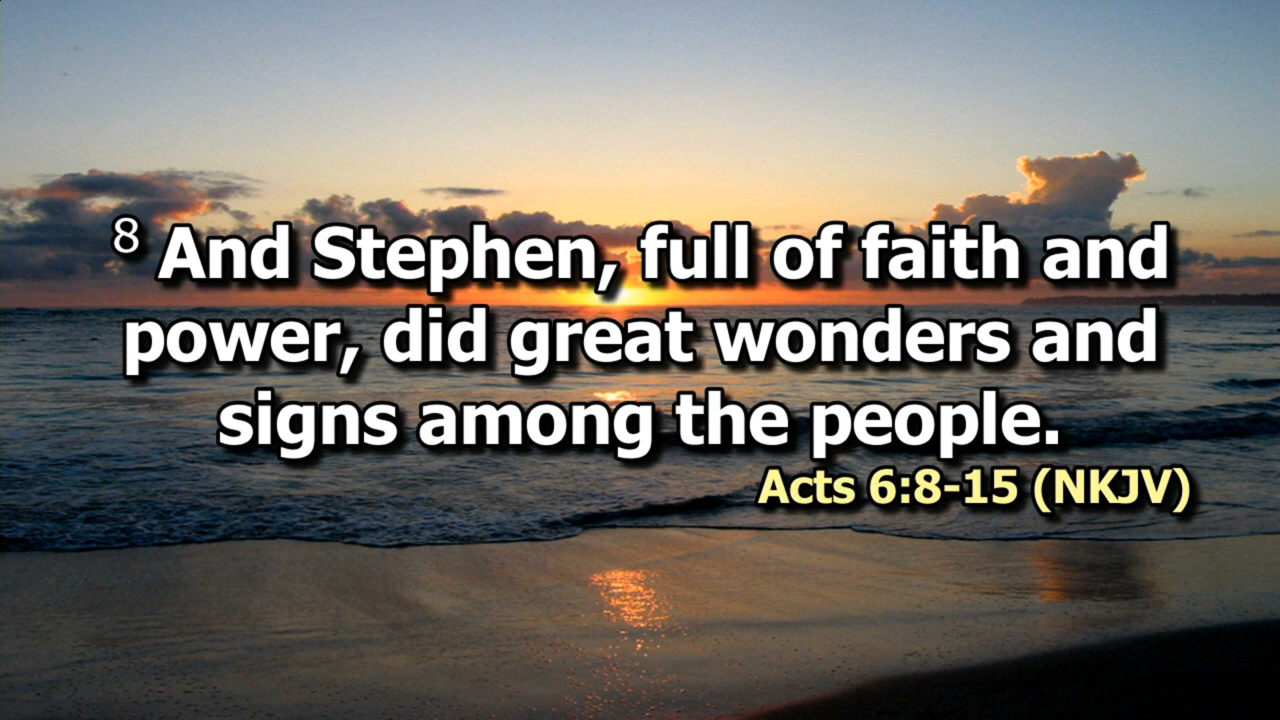 8 And Stephen, full of faith and
power, did great wonders and
signs among the people.
Acts 6:8-15 (NKJV)